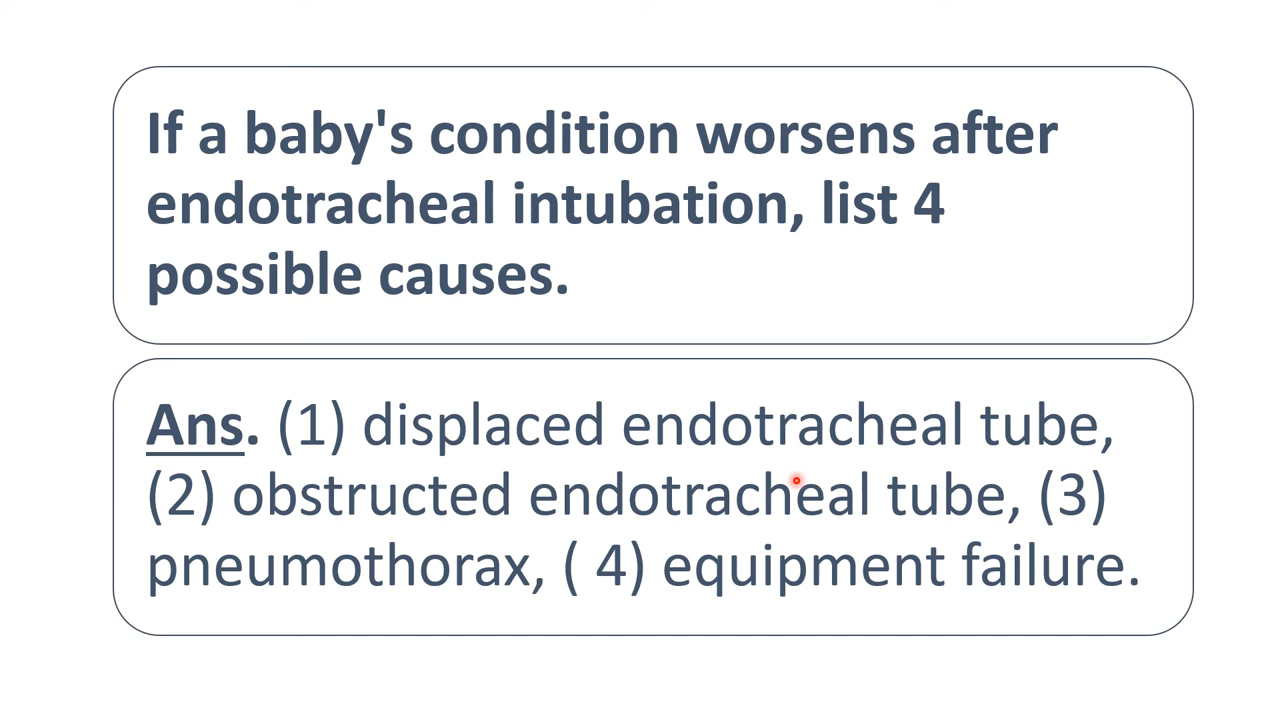 If a baby's condition worsens after
endotracheal intubation, list 4
possible causes.
Ans. (1) displaced endotracheal tube,
(2) obstructed endotracheal tube, (3)
pneumothorax, ( 4) equipment failure.